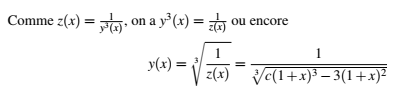 Comme z(x) = 1/y³(x), on a y³(x) = 1/z(x) ou encore
y(x) = ∛(1/z(x)) = 1/∛(c(1+x)³ – 3(1+x)²)